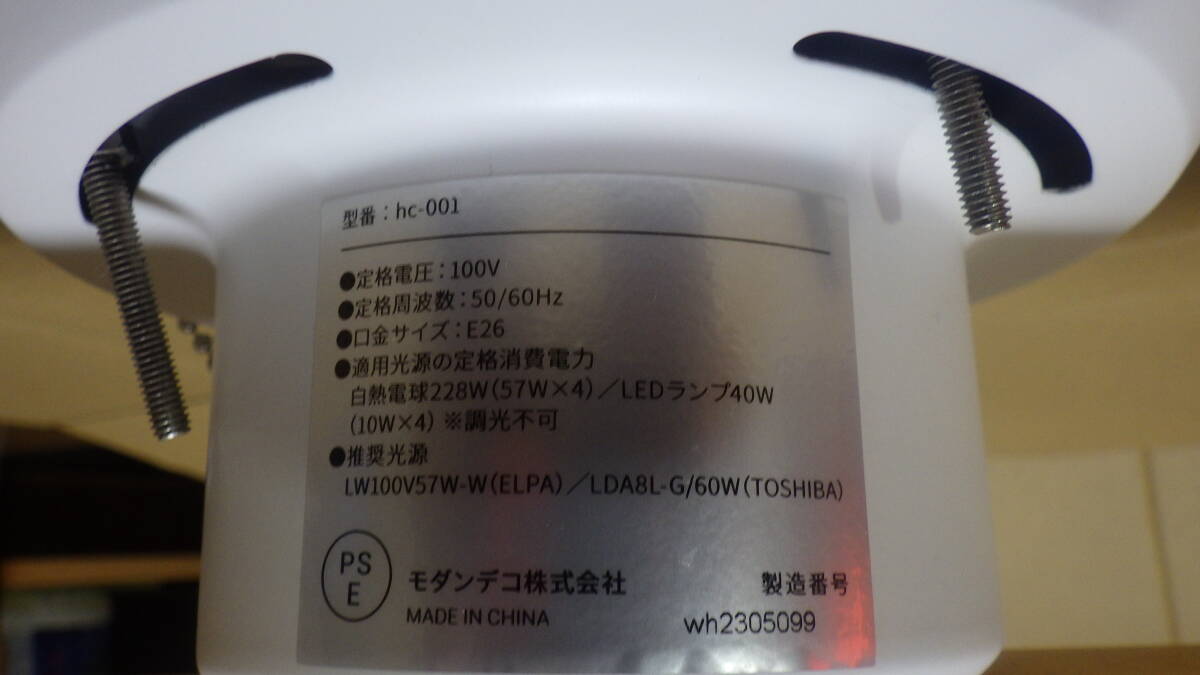 型番：hc-001
●定格電圧：100V
●定格周波数：50/60Hz
●口金サイズ：E26
●適用光源の定格消費電力
白熱電球228W(57W×4)／LEDランプ40W
(10W×4) ※調光不可
●推奨光源
LW100V57W-W(ELPA)／LDA8L-G/60W(TOSHIBA)
PS
E
モダンデコ株式会社
MADE IN CHINA
製造番号
wh2305099